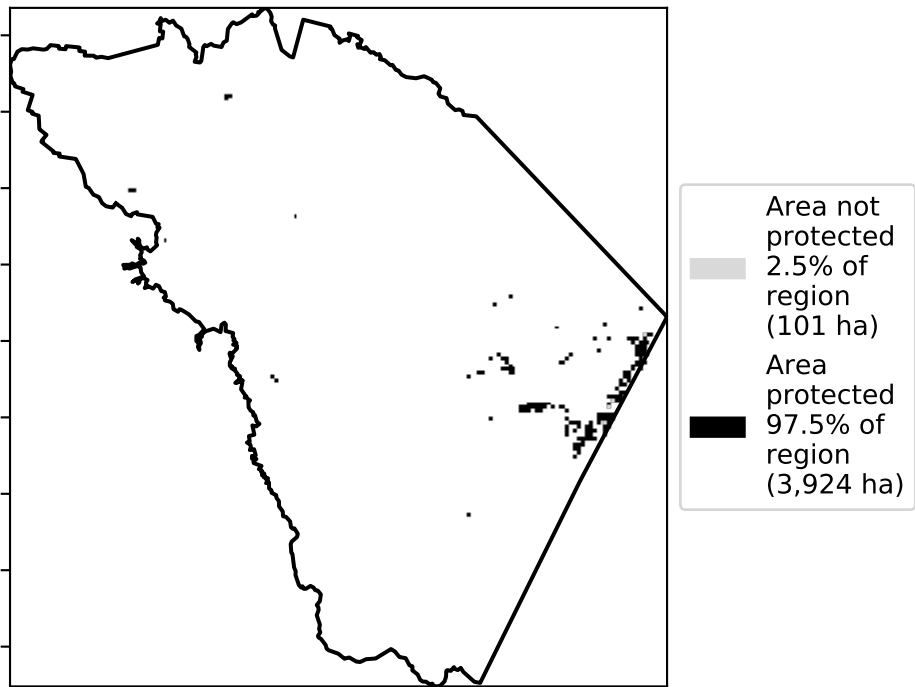 Area not
protected
2.5% of
region
(101 ha)
Area
protected
97.5% of
region
(3,924 ha)